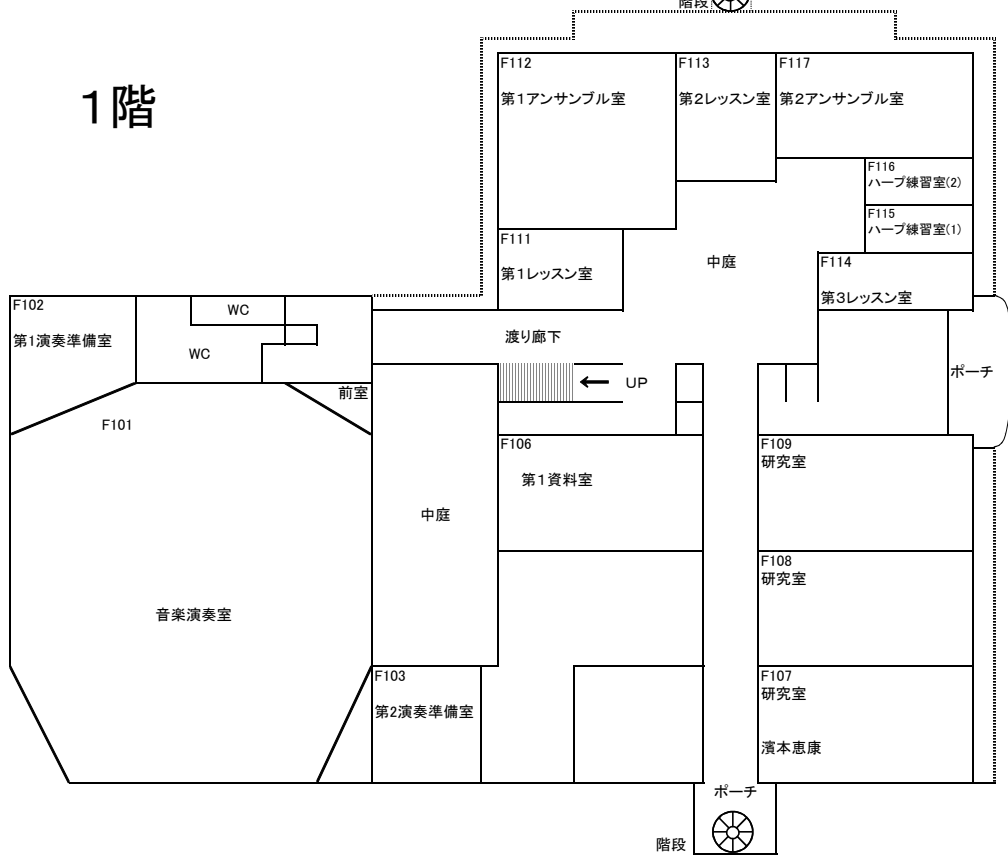 階段
1階
F112
第1アンサンブル室
F113
第2レッスン室
F117
第2アンサンブル室
F116
ハープ練習室(2)
F115
ハープ練習室(1)
F111
第1レッスン室
中庭
F114
第3レッスン室
F102
第1演奏準備室
WC
WC
渡り廊下
前室
UP
ポーチ
F101
音楽演奏室
中庭
F106
第1資料室
F109
研究室
F108
研究室
F103
第2演奏準備室
F107
研究室
濱本恵康
ポーチ
階段